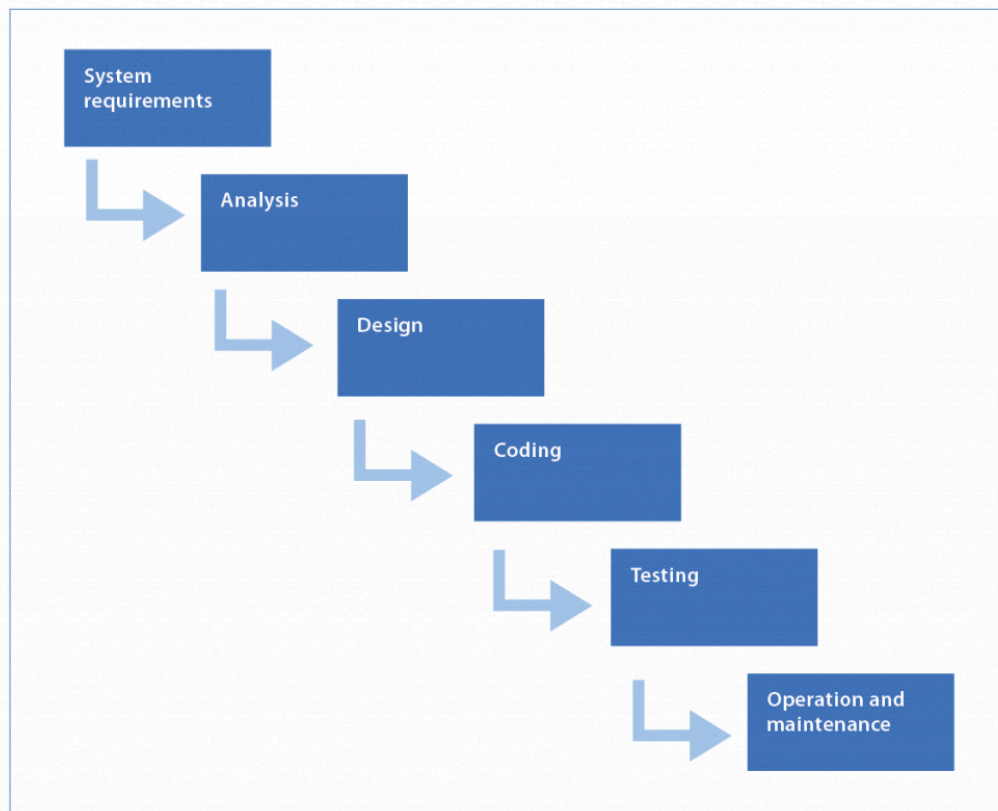 System
requirements
Analysis
Design
Coding
Testing
Operation and
maintenance